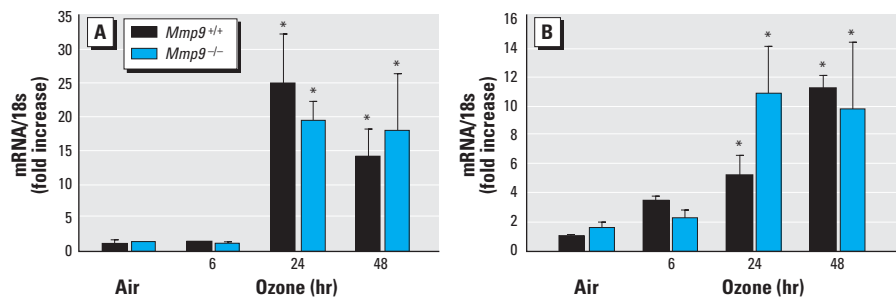 A
Mmp9+/+
Mmp9–/–
mRNA/18s
(fold increase)
35
30
25
20
15
10
5
0
* * * *
6 24 48
Air Ozone (hr)
B
mRNA/18s
(fold increase)
16
14
12
10
8
6
4
2
0
* * * *
6 24 48
Air Ozone (hr)